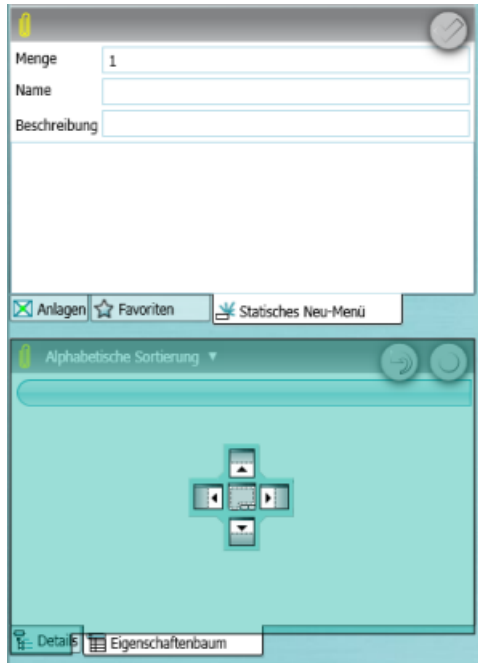 Menge 1
Name
Beschreibung
Anlagen Favoriten Statisches Neu-Menü
Alphabetische Sortierung
Details Eigenschaftenbaum